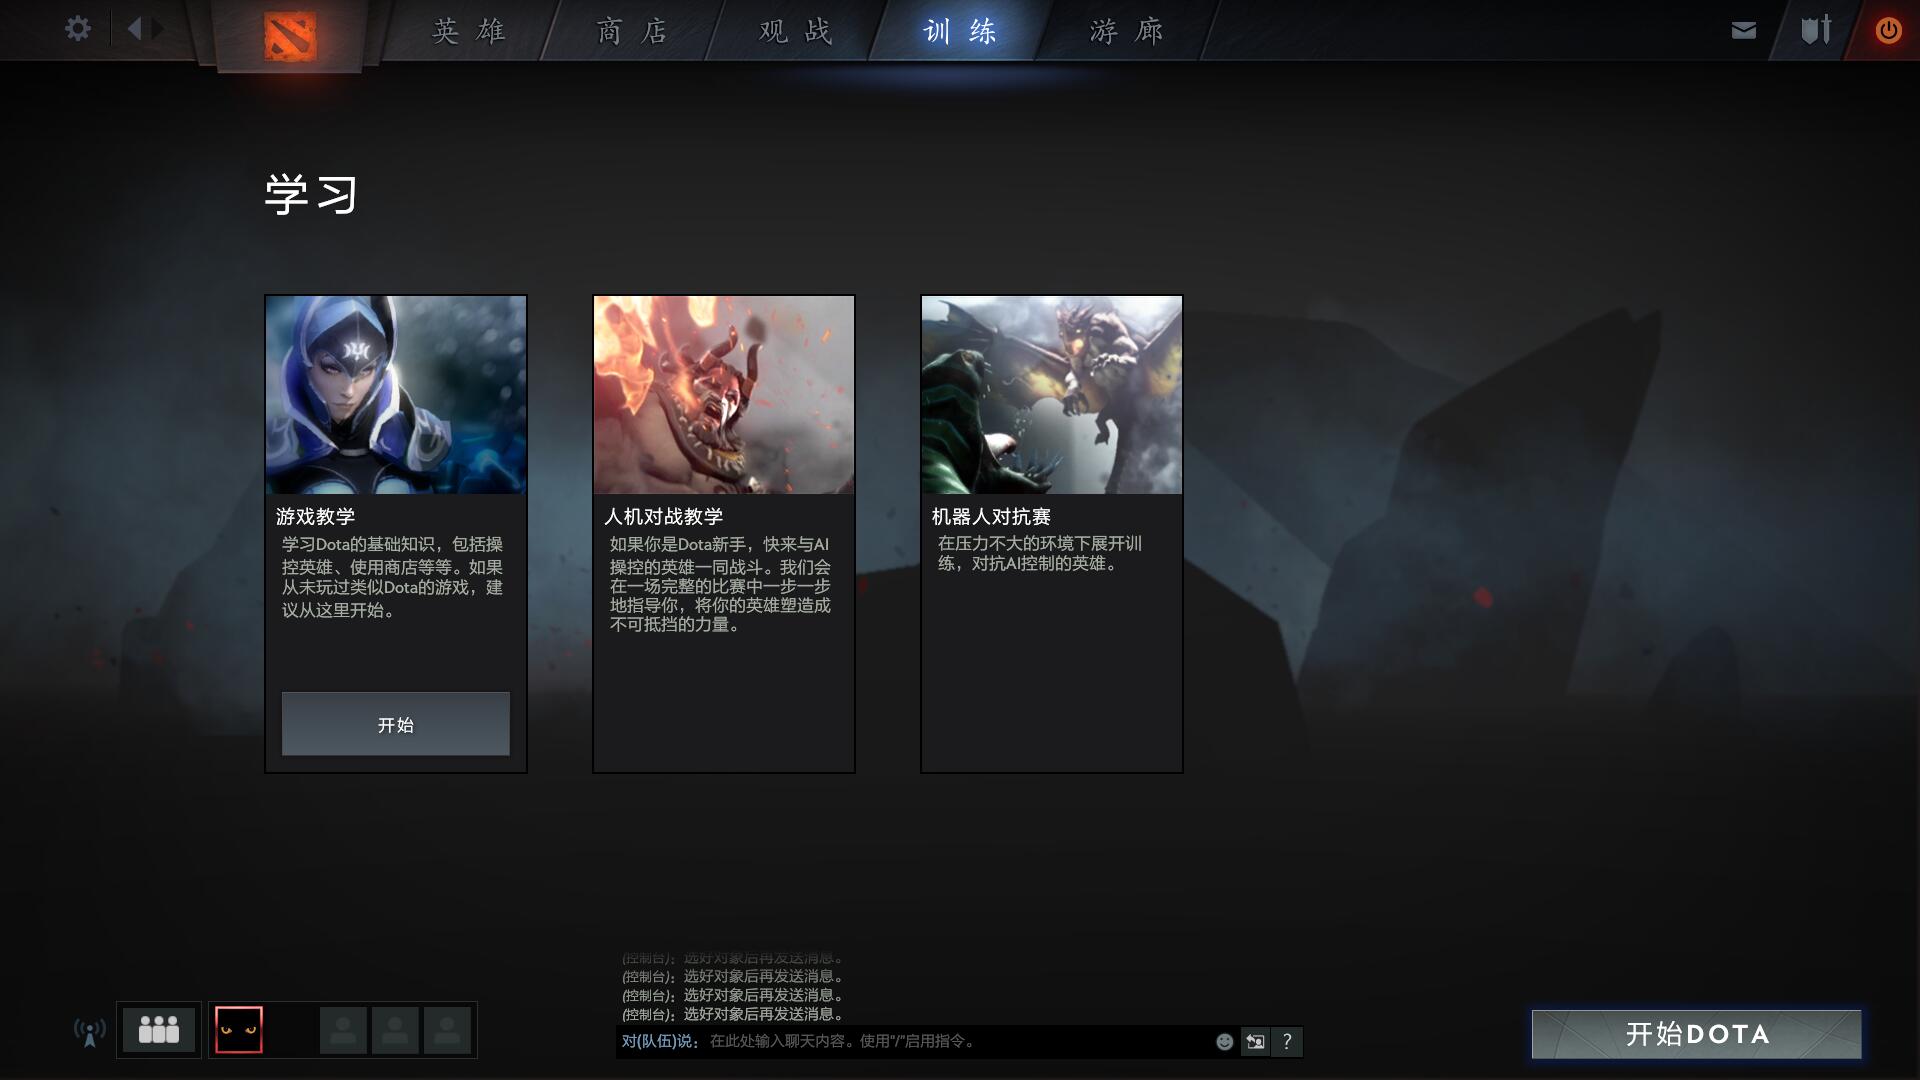 英雄
商店
观战
训练
游廊
学习
游戏教学
学习Dota的基础知识，包括操
控英雄、使用商店等等。如果
从未玩过类似Dota的游戏，建
议从这里开始。
开始
人机对战教学
如果你是Dota新手，快来与AI
操控的英雄一同战斗。我们会
在一场完整的比赛中一步一步
地指导你，将你的英雄塑造成
不可抵挡的力量。
机器人对抗赛
在压力不大的环境下展开训
练，对抗AI控制的英雄。
(控制台)：选好对象后再发送消息。
(控制台)：选好对象后再发送消息。
(控制台)：选好对象后再发送消息。
(控制台)：选好对象后再发送消息。
对(队伍)说： 在此处输入聊天内容。使用"/"启用指令。
?
开始DOTA